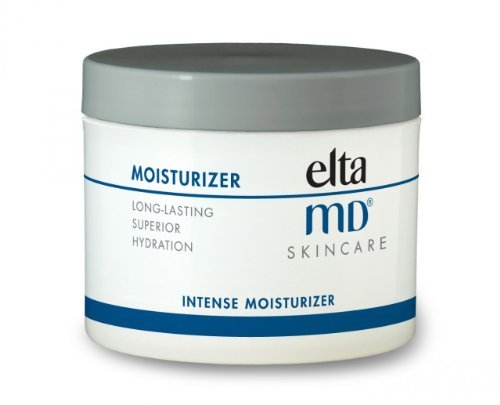 MOISTURIZER
LONG-LASTING
SUPERIOR
HYDRATION
elta
MD®
SKINCARE
INTENSE MOISTURIZER